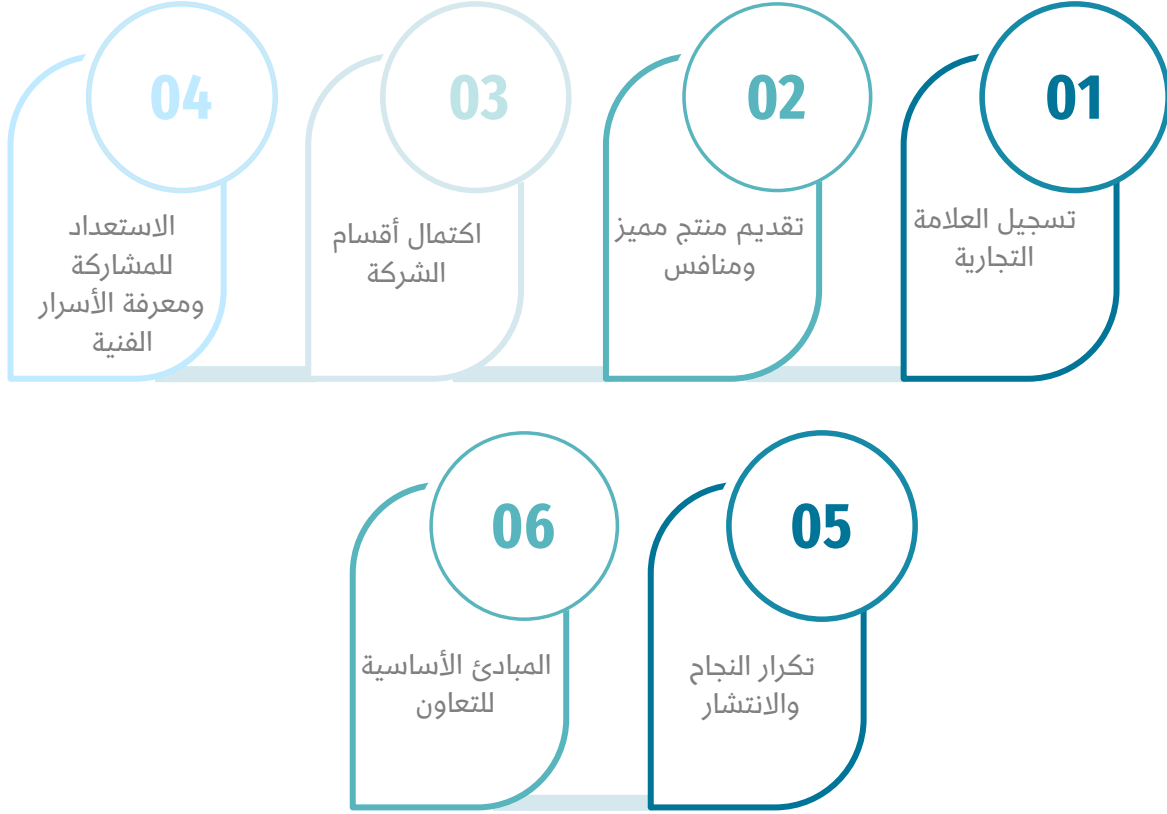 01
تسجيل العلامة
التجارية
02
تقديم منتج مميز
ومنافس
03
اكتمال أقسام
الشركة
04
الاستعداد
للمشاركة
ومعرفة الأسرار
الفنية
05
تكرار النجاح
والانتشار
06
المبادئ الأساسية
للتعاون